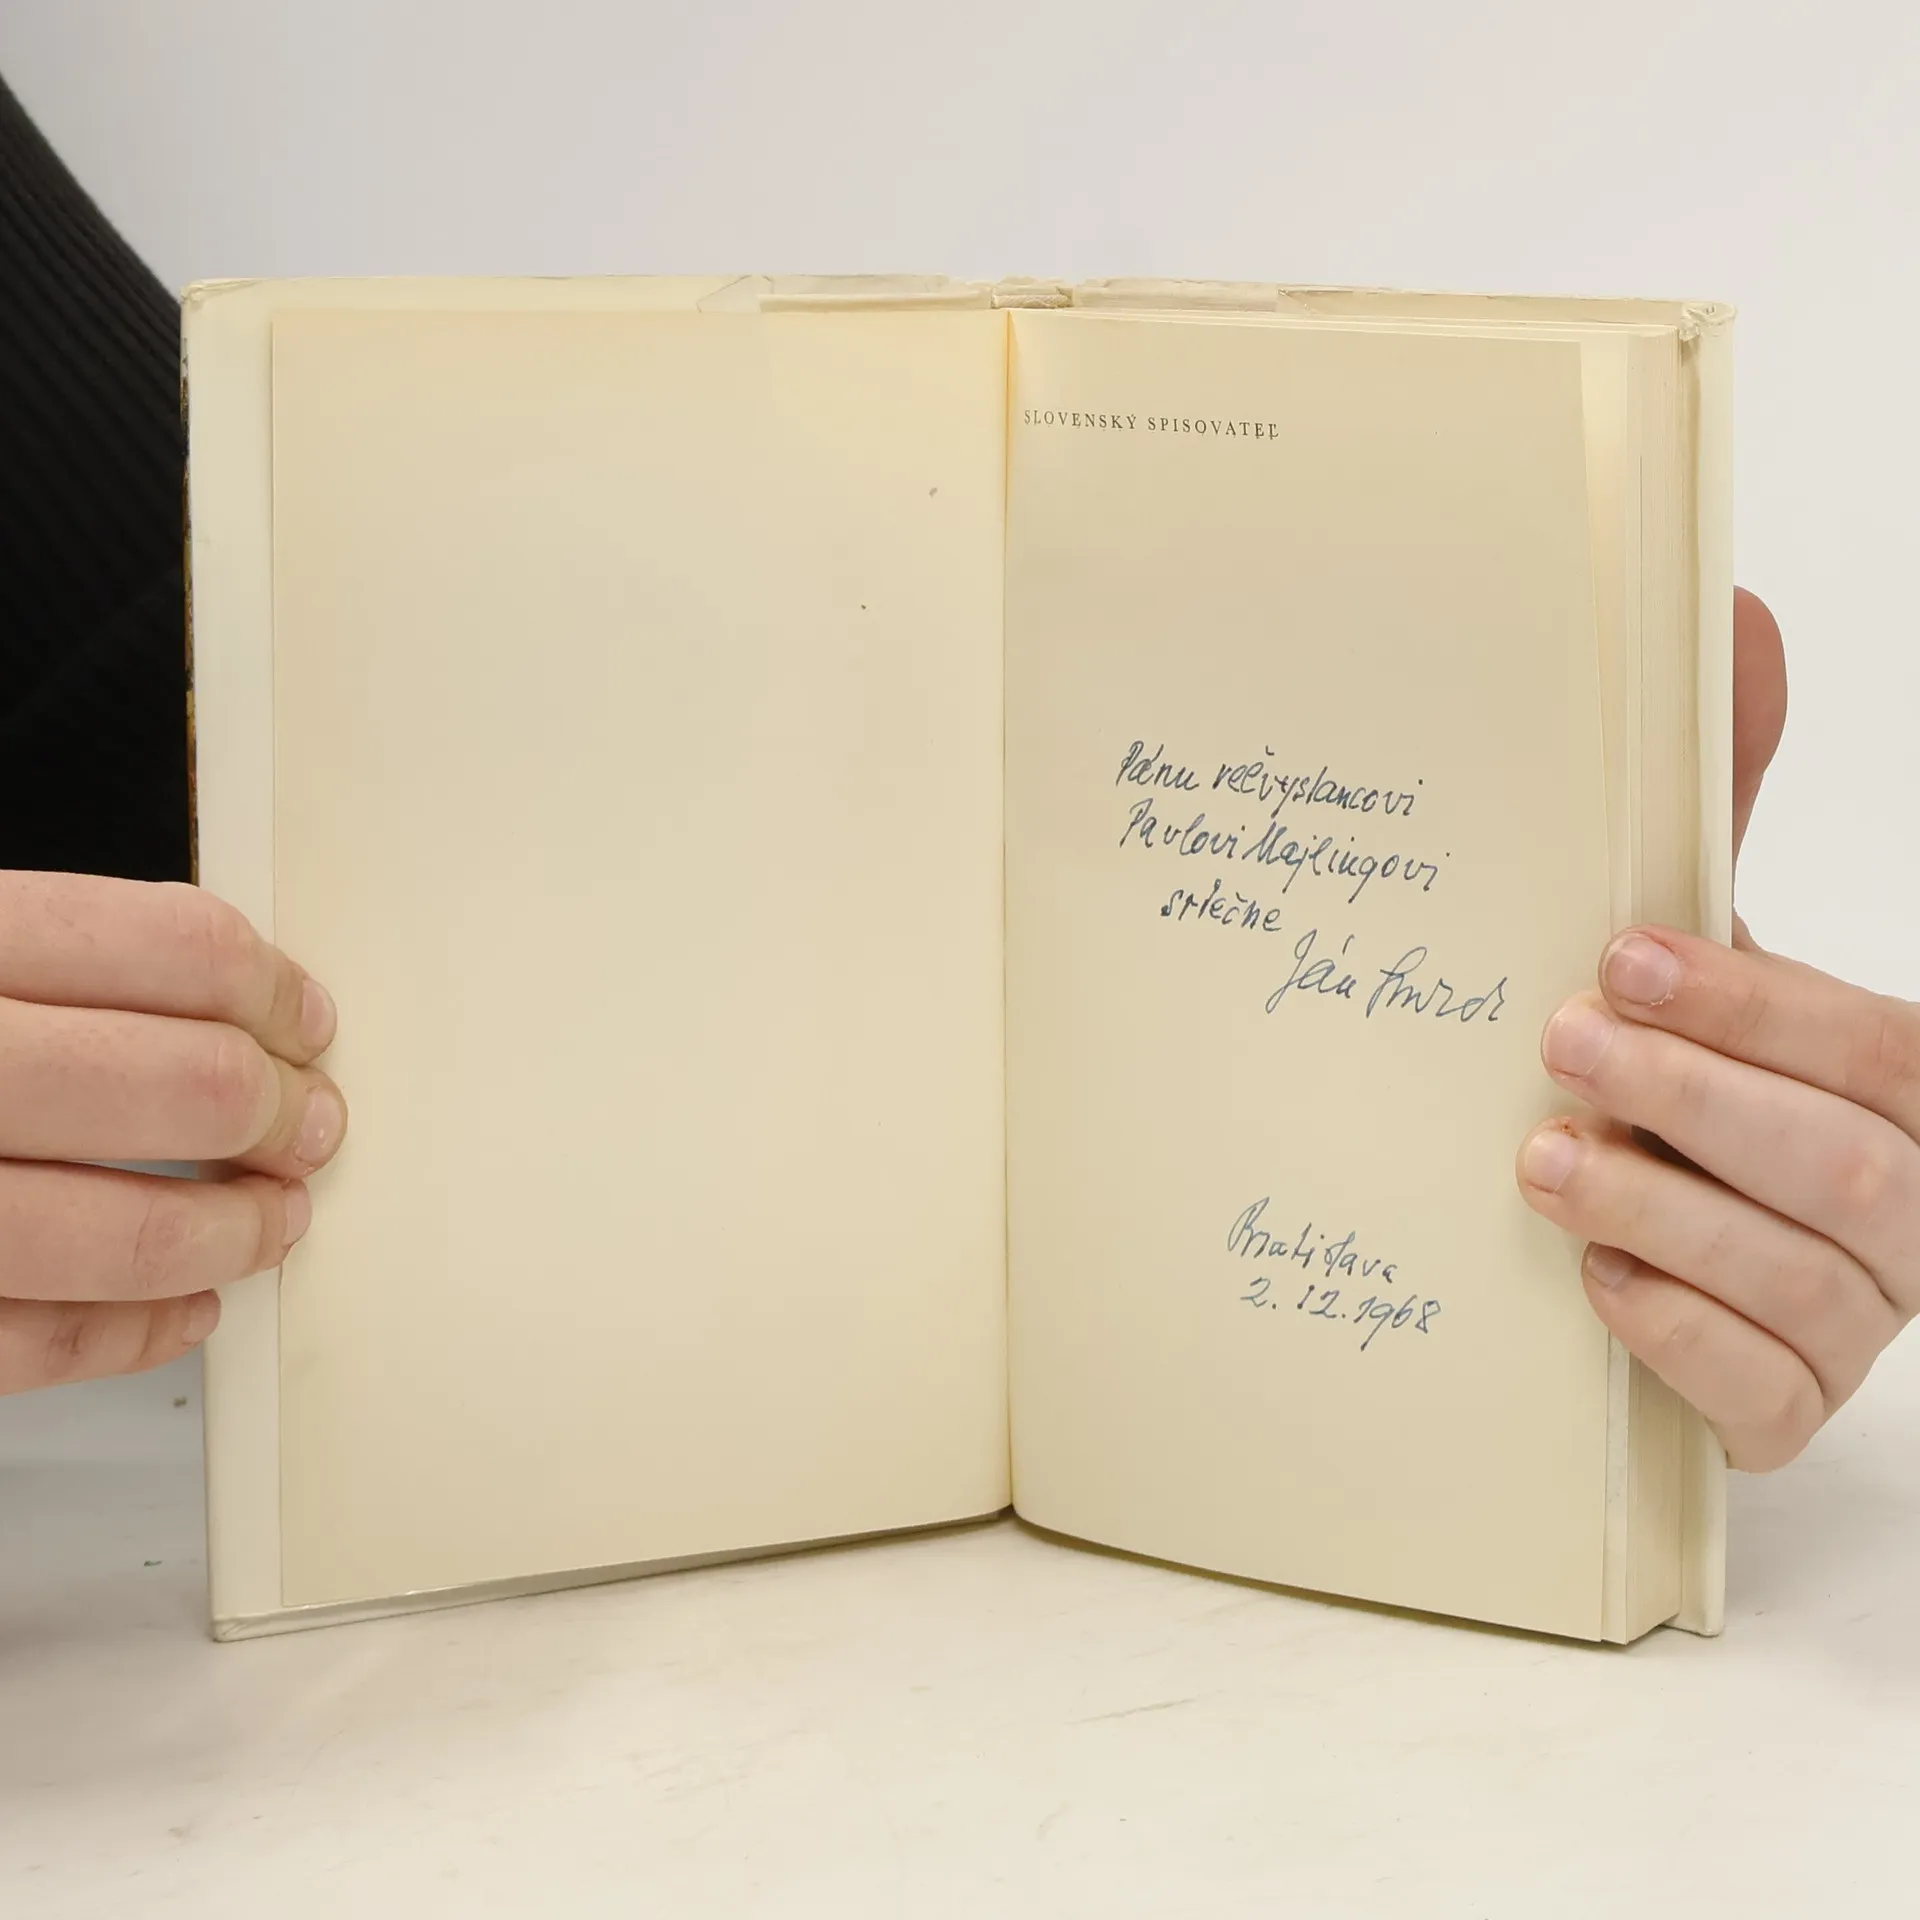 SLOVENSKÝ SPISOVATEĽ
Pánu veľvyslancovi
Pavlovi Majlingovi
srdečne
Ján Smrek
Bratislava
2. 12. 1968